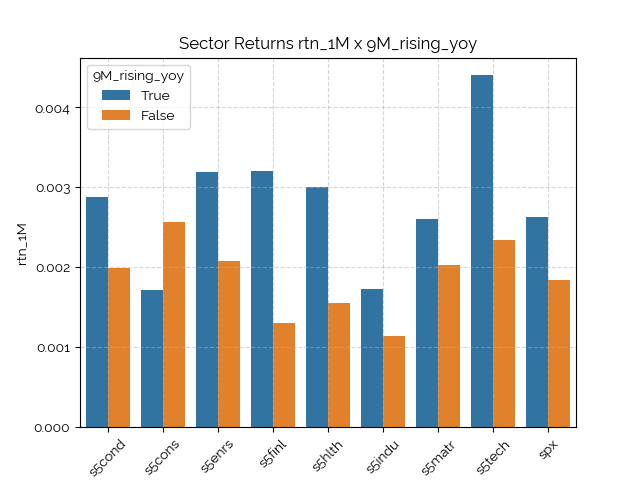 Sector Returns rtn_1M x 9M_rising_yoy
9M_rising_yoy
True
False
rtn_1M
0.004
0.003
0.002
0.001
0.000
s5cond
s5cons
s5enrs
s5finl
s5hlth
s5indu
s5matr
s5tech
spx